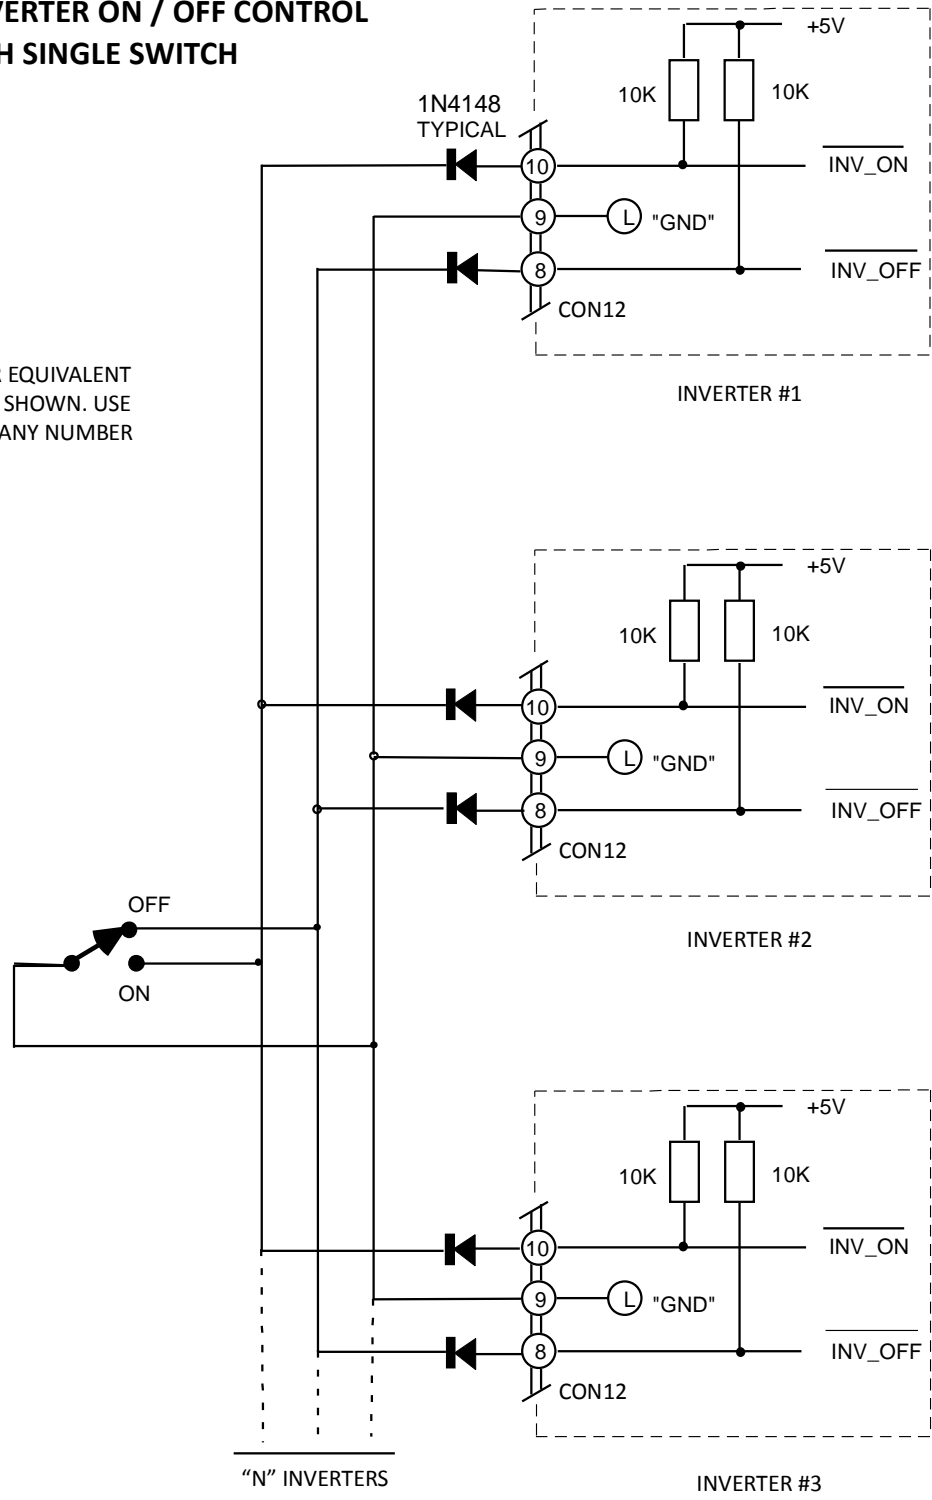 VERTER ON / OFF CONTROL
H SINGLE SWITCH
+5V
10K
10K
1N4148
TYPICAL
10
INV_ON
9
L
"GND"
8
INV_OFF
CON12
INVERTER #1
R EQUIVALENT
SHOWN. USE
ANY NUMBER
+5V
10K
10K
10
INV_ON
9
L
"GND"
8
INV_OFF
CON12
INVERTER #2
OFF
ON
+5V
10K
10K
10
INV_ON
9
L
"GND"
8
INV_OFF
CON12
INVERTER #3
“N” INVERTERS